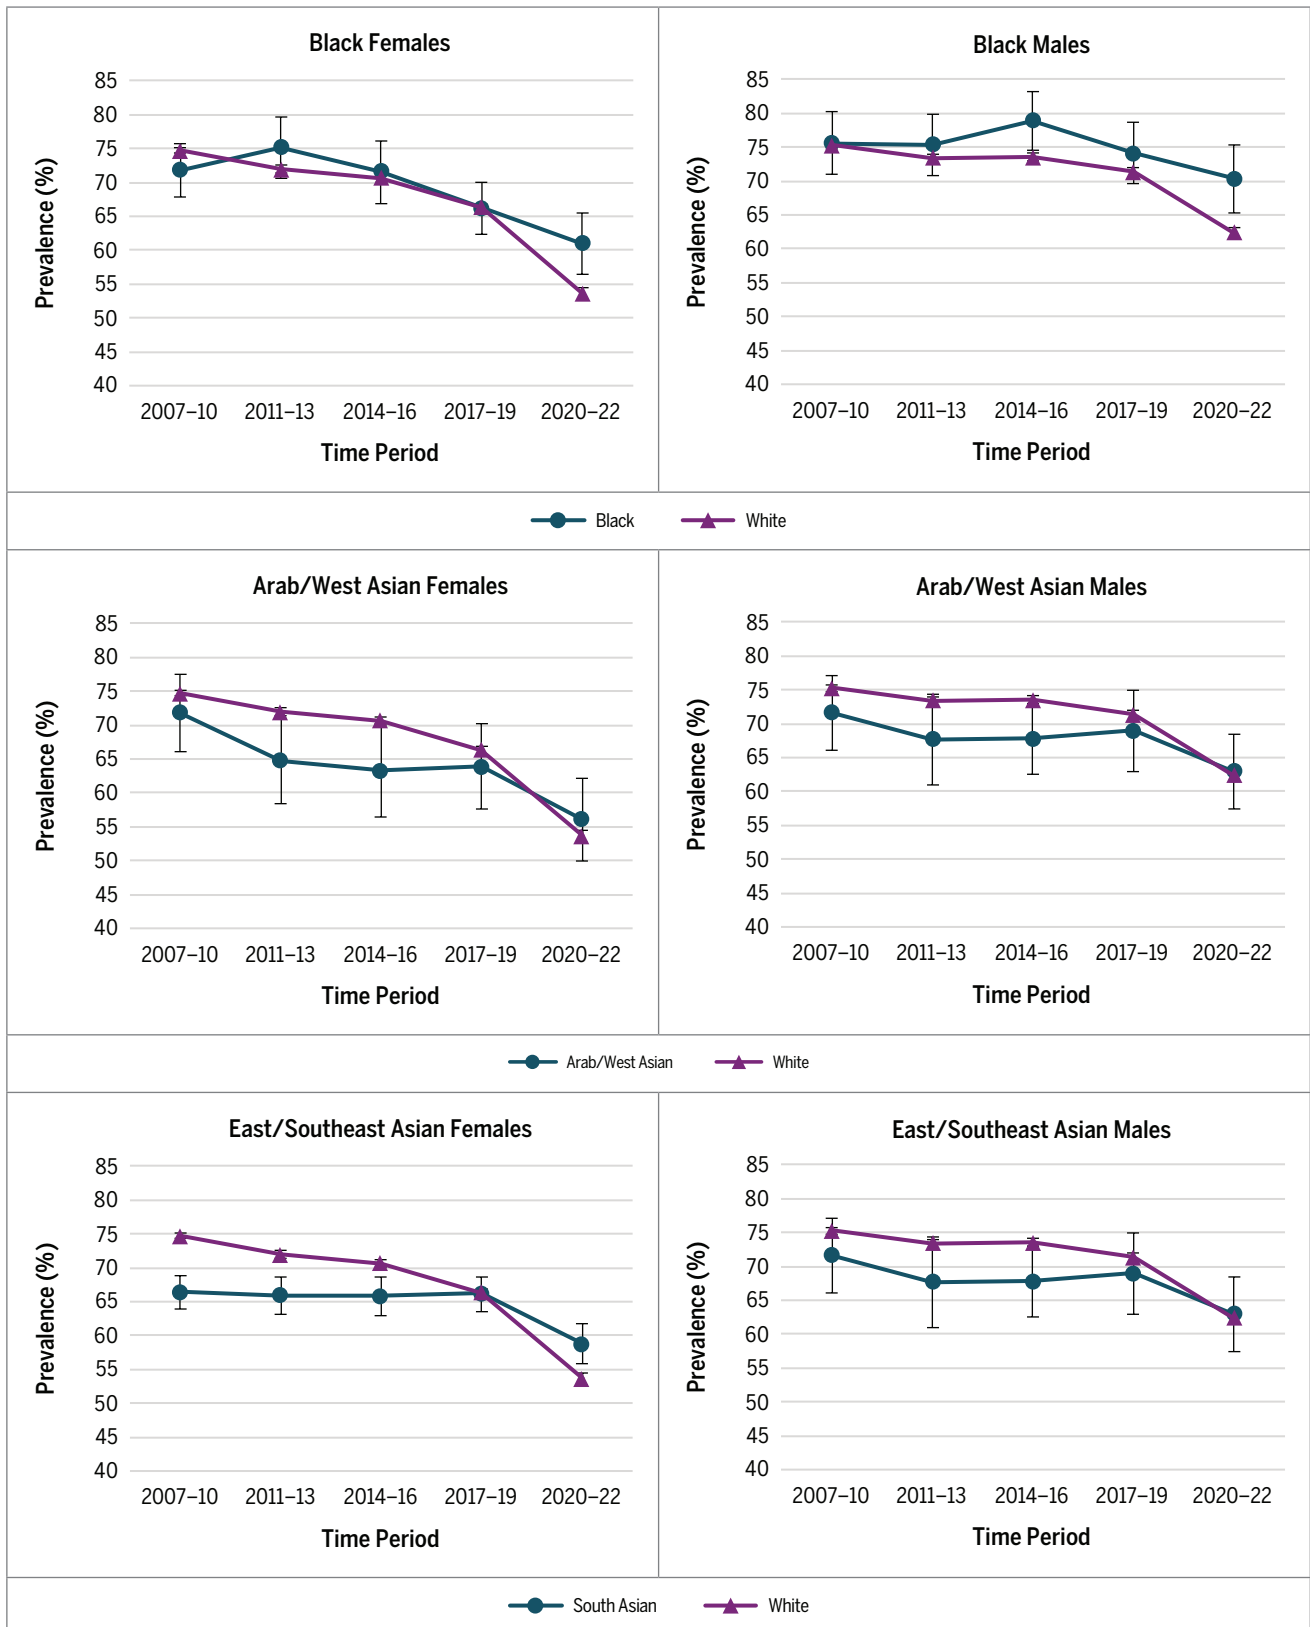 Black Females
Prevalence (%)
85
80
75
70
65
60
55
50
45
40
2007–10 2011–13 2014–16 2017–19 2020–22
Time Period
Black Males
Prevalence (%)
85
80
75
70
65
60
55
50
45
40
2007–10 2011–13 2014–16 2017–19 2020–22
Time Period
Black White
Arab/West Asian Females
Prevalence (%)
85
80
75
70
65
60
55
50
45
40
2007–10 2011–13 2014–16 2017–19 2020–22
Time Period
Arab/West Asian Males
Prevalence (%)
85
80
75
70
65
60
55
50
45
40
2007–10 2011–13 2014–16 2017–19 2020–22
Time Period
Arab/West Asian White
East/Southeast Asian Females
Prevalence (%)
85
80
75
70
65
60
55
50
45
40
2007–10 2011–13 2014–16 2017–19 2020–22
Time Period
East/Southeast Asian Males
Prevalence (%)
85
80
75
70
65
60
55
50
45
40
2007–10 2011–13 2014–16 2017–19 2020–22
Time Period
South Asian White